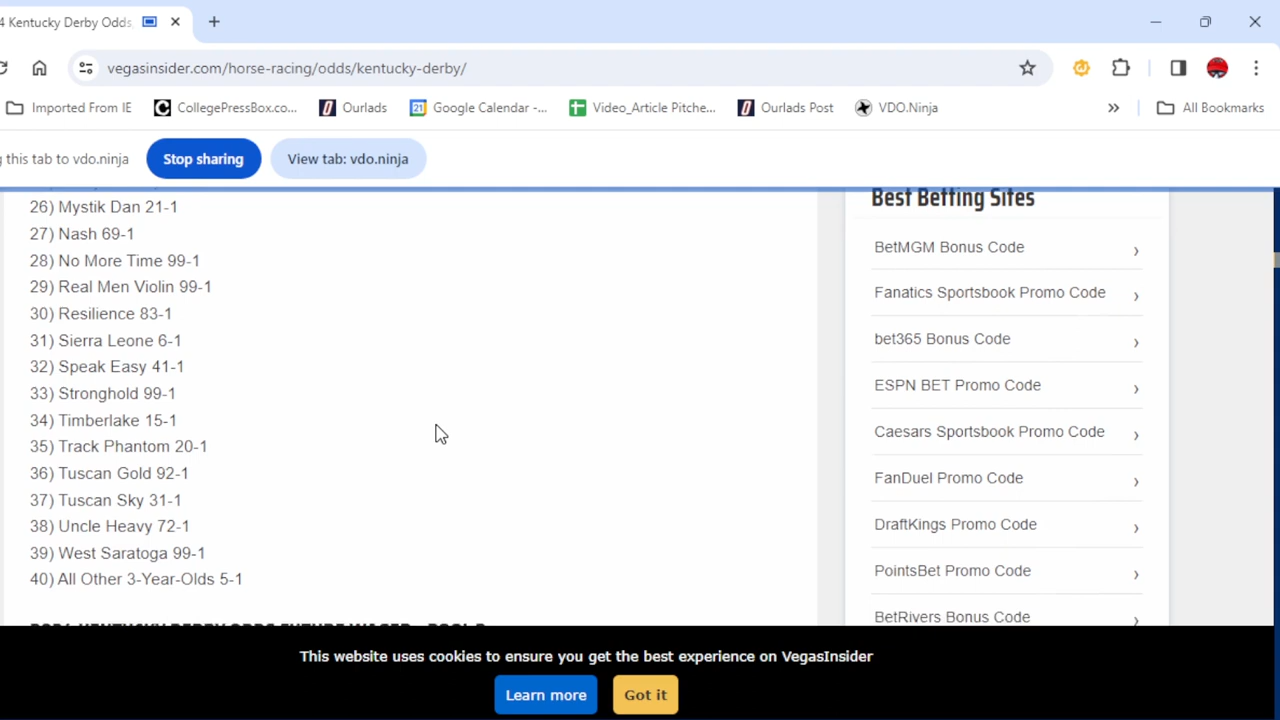 4 Kentucky Derby Odds
vegasinsider.com/horse-racing/odds/kentucky-derby/
Imported From IE
CollegePressBox.co...
Ourlads
Google Calendar -...
Video_Article Pitche...
Ourlads Post
VDO.Ninja
»
All Bookmarks
this tab to vdo.ninja
Stop sharing
View tab: vdo.ninja
26) Mystik Dan 21-1
27) Nash 69-1
28) No More Time 99-1
29) Real Men Violin 99-1
30) Resilience 83-1
31) Sierra Leone 6-1
32) Speak Easy 41-1
33) Stronghold 99-1
34) Timberlake 15-1
35) Track Phantom 20-1
36) Tuscan Gold 92-1
37) Tuscan Sky 31-1
38) Uncle Heavy 72-1
39) West Saratoga 99-1
40) All Other 3-Year-Olds 5-1
Best Betting Sites
BetMGM Bonus Code
Fanatics Sportsbook Promo Code
bet365 Bonus Code
ESPN BET Promo Code
Caesars Sportsbook Promo Code
FanDuel Promo Code
DraftKings Promo Code
PointsBet Promo Code
BetRivers Bonus Code
This website uses cookies to ensure you get the best experience on VegasInsider
Learn more
Got it